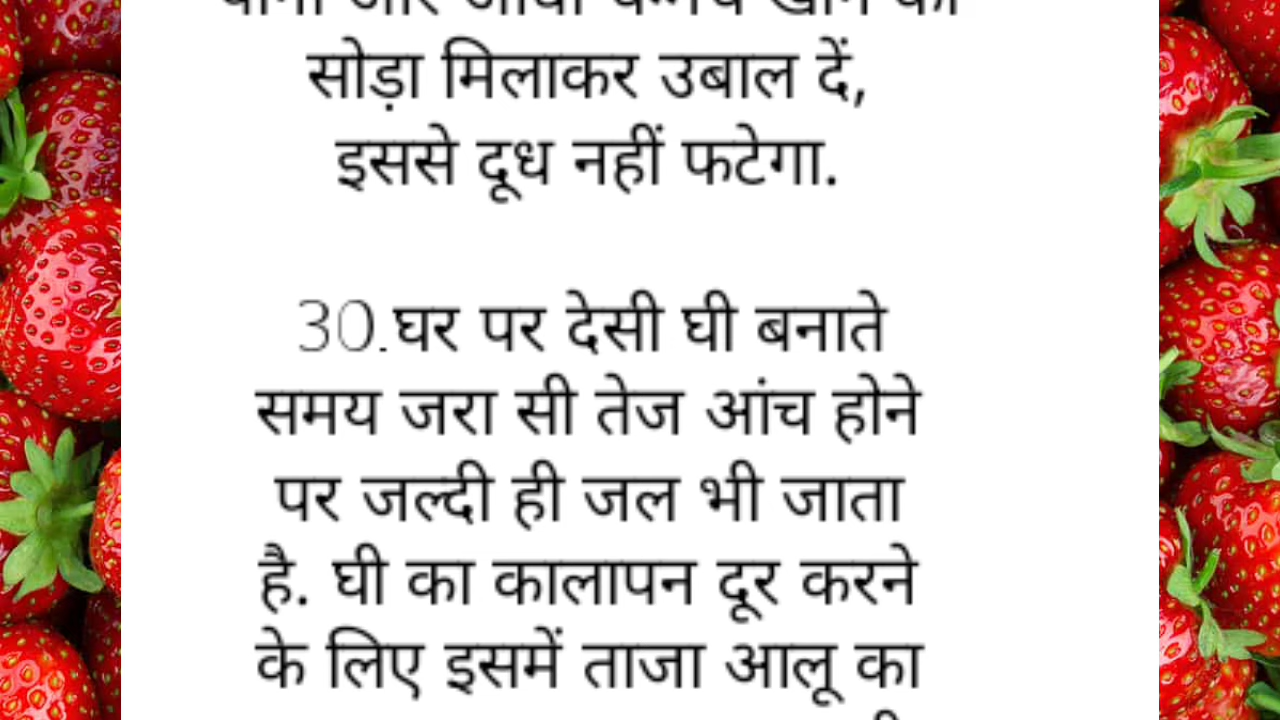 सोड़ा मिलाकर उबाल दें,
इससे दूध नहीं फटेगा.
30.घर पर देसी घी बनाते
समय जरा सी तेज आंच होने
पर जल्दी ही जल भी जाता
है. घी का कालापन दूर करने
के लिए इसमें ताजा आलू का